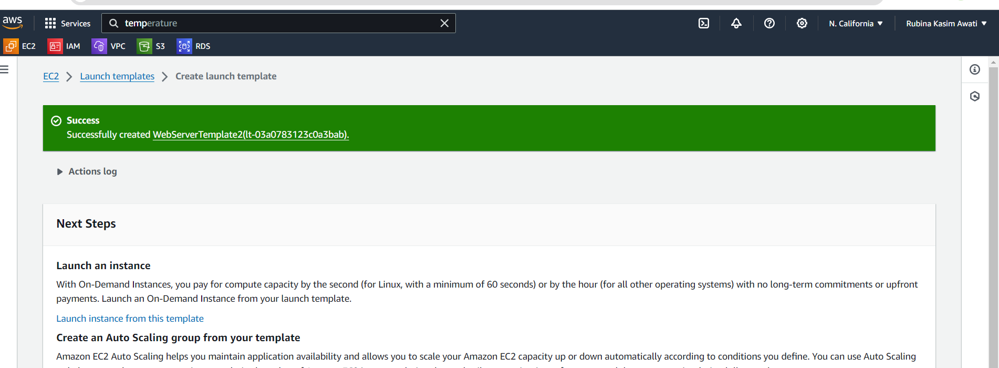 aws
Services
temperature
N. California
Rubina Kasim Awati
EC2
IAM
VPC
S3
RDS
EC2 > Launch templates > Create launch template
Success
Successfully created WebServerTemplate2(lt-03a0783123c0a3bab).
Actions log
Next Steps
Launch an instance
With On-Demand Instances, you pay for compute capacity by the second (for Linux, with a minimum of 60 seconds) or by the hour (for all other operating systems) with no long-term commitments or upfront
payments. Launch an On-Demand Instance from your launch template.
Launch instance from this template
Create an Auto Scaling group from your template
Amazon EC2 Auto Scaling helps you maintain application availability and allows you to scale your Amazon EC2 capacity up or down automatically according to conditions you define. You can use Auto Scaling